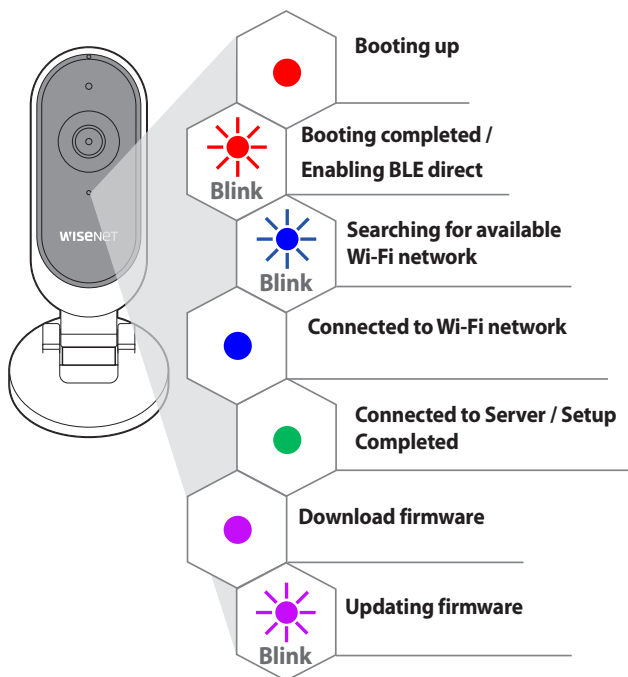 Booting up
Booting completed /
Enabling BLE direct
Blink
Searching for available
Wi-Fi network
Blink
WISENET
Connected to Wi-Fi network
Connected to Server / Setup
Completed
Download firmware
Updating firmware
Blink